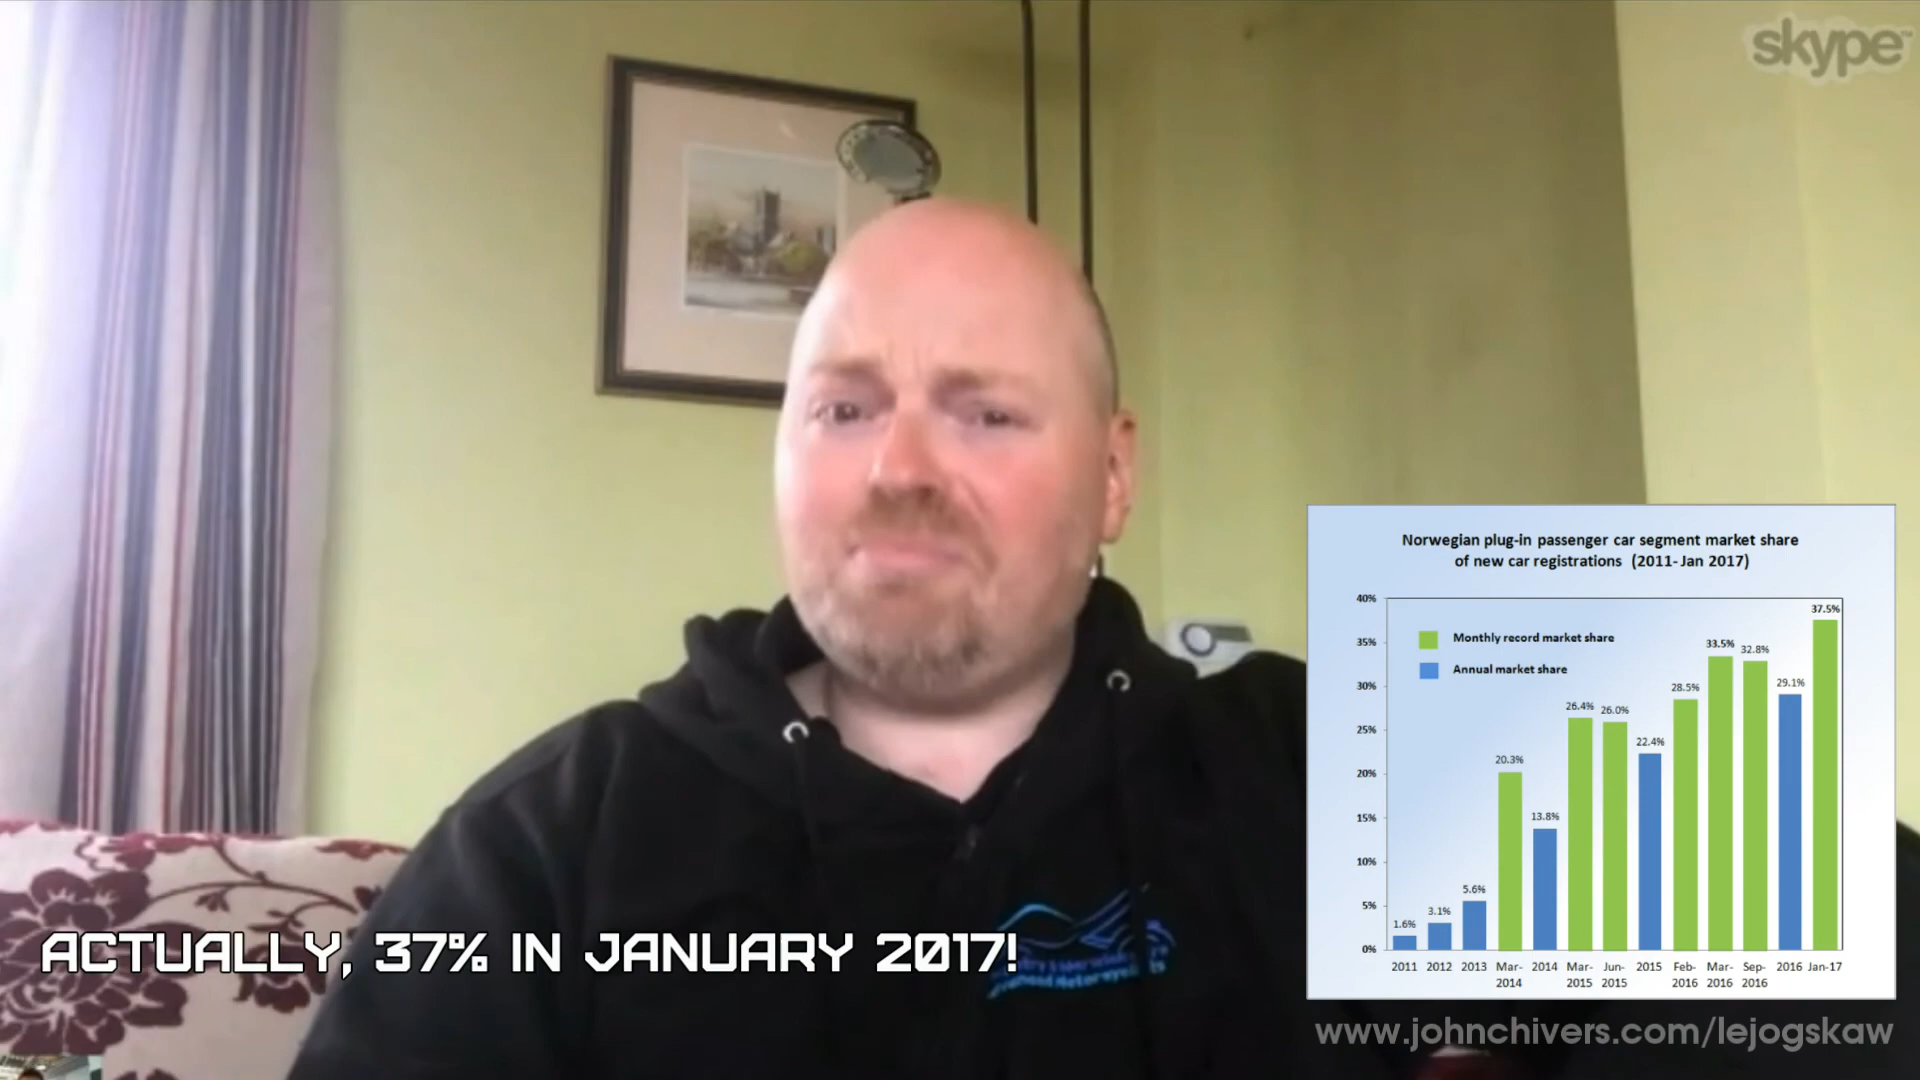 skype
Norwegian plug-in passenger car segment market share
of new car registrations (2011- Jan 2017)
40%
35%
30%
25%
20%
15%
10%
5%
0%
Monthly record market share
Annual market share
1.6%
3.1%
5.6%
20.3%
13.8%
26.4%
26.0%
22.4%
28.5%
33.5%
32.8%
29.1%
37.5%
2011 2012 2013 Mar-2014 2014 Mar-2015 Jun-2015 2015 Feb-2016 Mar-2016 Sep-2016 2016 Jan-17
ACTUALLY, 37% IN JANUARY 2017!
www.johnchivers.com/lejogskaw